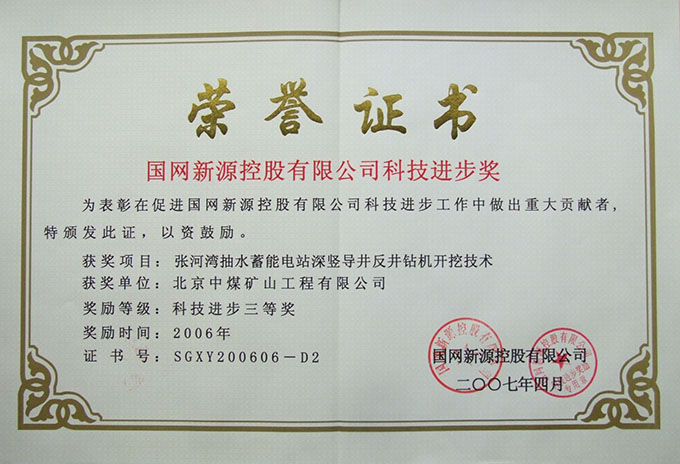 荣誉证书
国网新源控股有限公司科技进步奖
为表彰在促进国网新源控股有限公司科技进步工作中做出重大贡献者,
特颁发此证，以资鼓励。
获奖项目：张河湾抽水蓄能电站深竖导井反井钻机开挖技术
获奖单位：北京中煤矿山工程有限公司
奖励等级：科技进步三等奖
奖励时间：2006年
证书号：SGXY200606-D2
国网新源控股有限公司
二〇〇七年四月